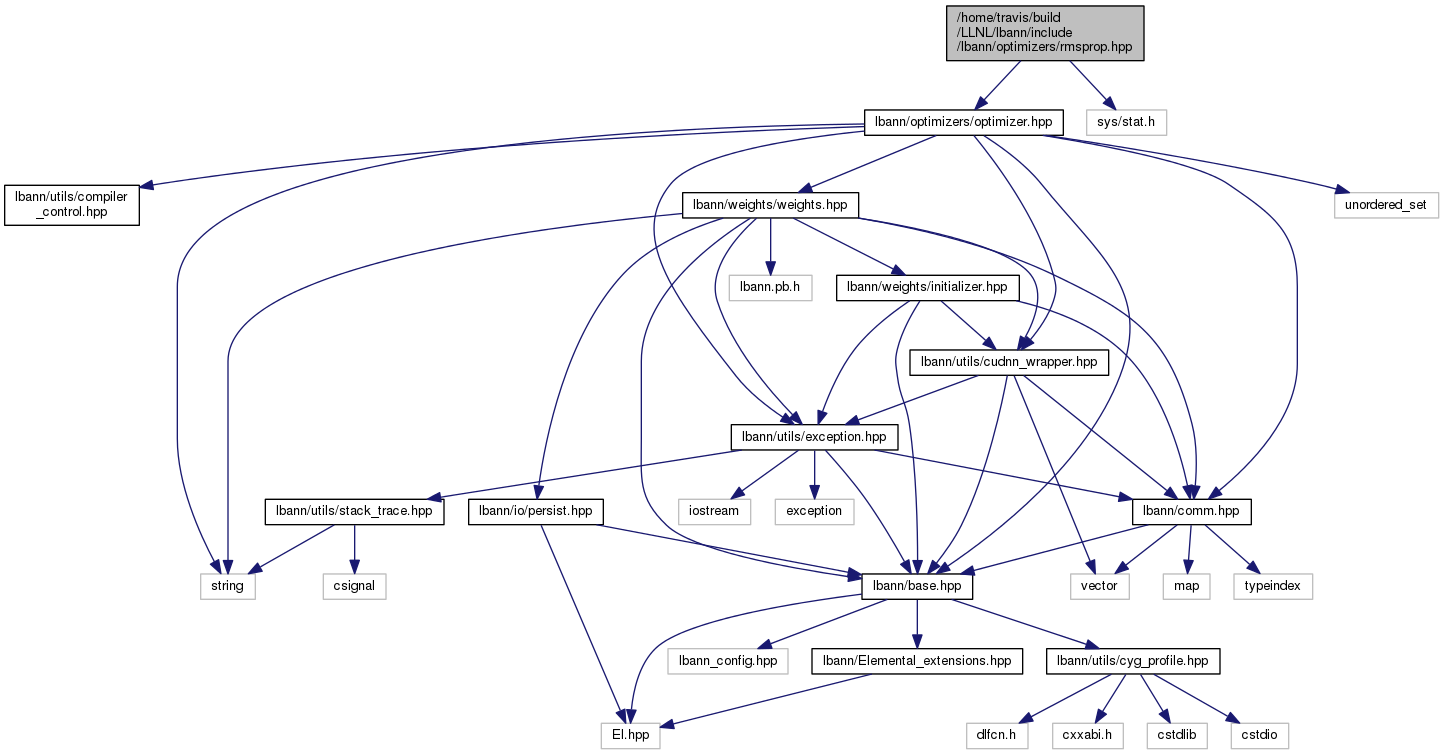 /home/travis/build
/LLNL/lbann/include
/lbann/optimizers/rmsprop.hpp
lbann/optimizers/optimizer.hpp
sys/stat.h
lbann/utils/compiler
_control.hpp
lbann/weights/weights.hpp
unordered_set
lbann.pb.h
lbann/weights/initializer.hpp
lbann/utils/cudnn_wrapper.hpp
lbann/utils/exception.hpp
lbann/utils/stack_trace.hpp
lbann/io/persist.hpp
iostream
exception
lbann/comm.hpp
string
csignal
lbann/base.hpp
vector
map
typeindex
lbann_config.hpp
lbann/Elemental_extensions.hpp
lbann/utils/cyg_profile.hpp
El.hpp
dlfcn.h
cxxabi.h
cstdlib
cstdio